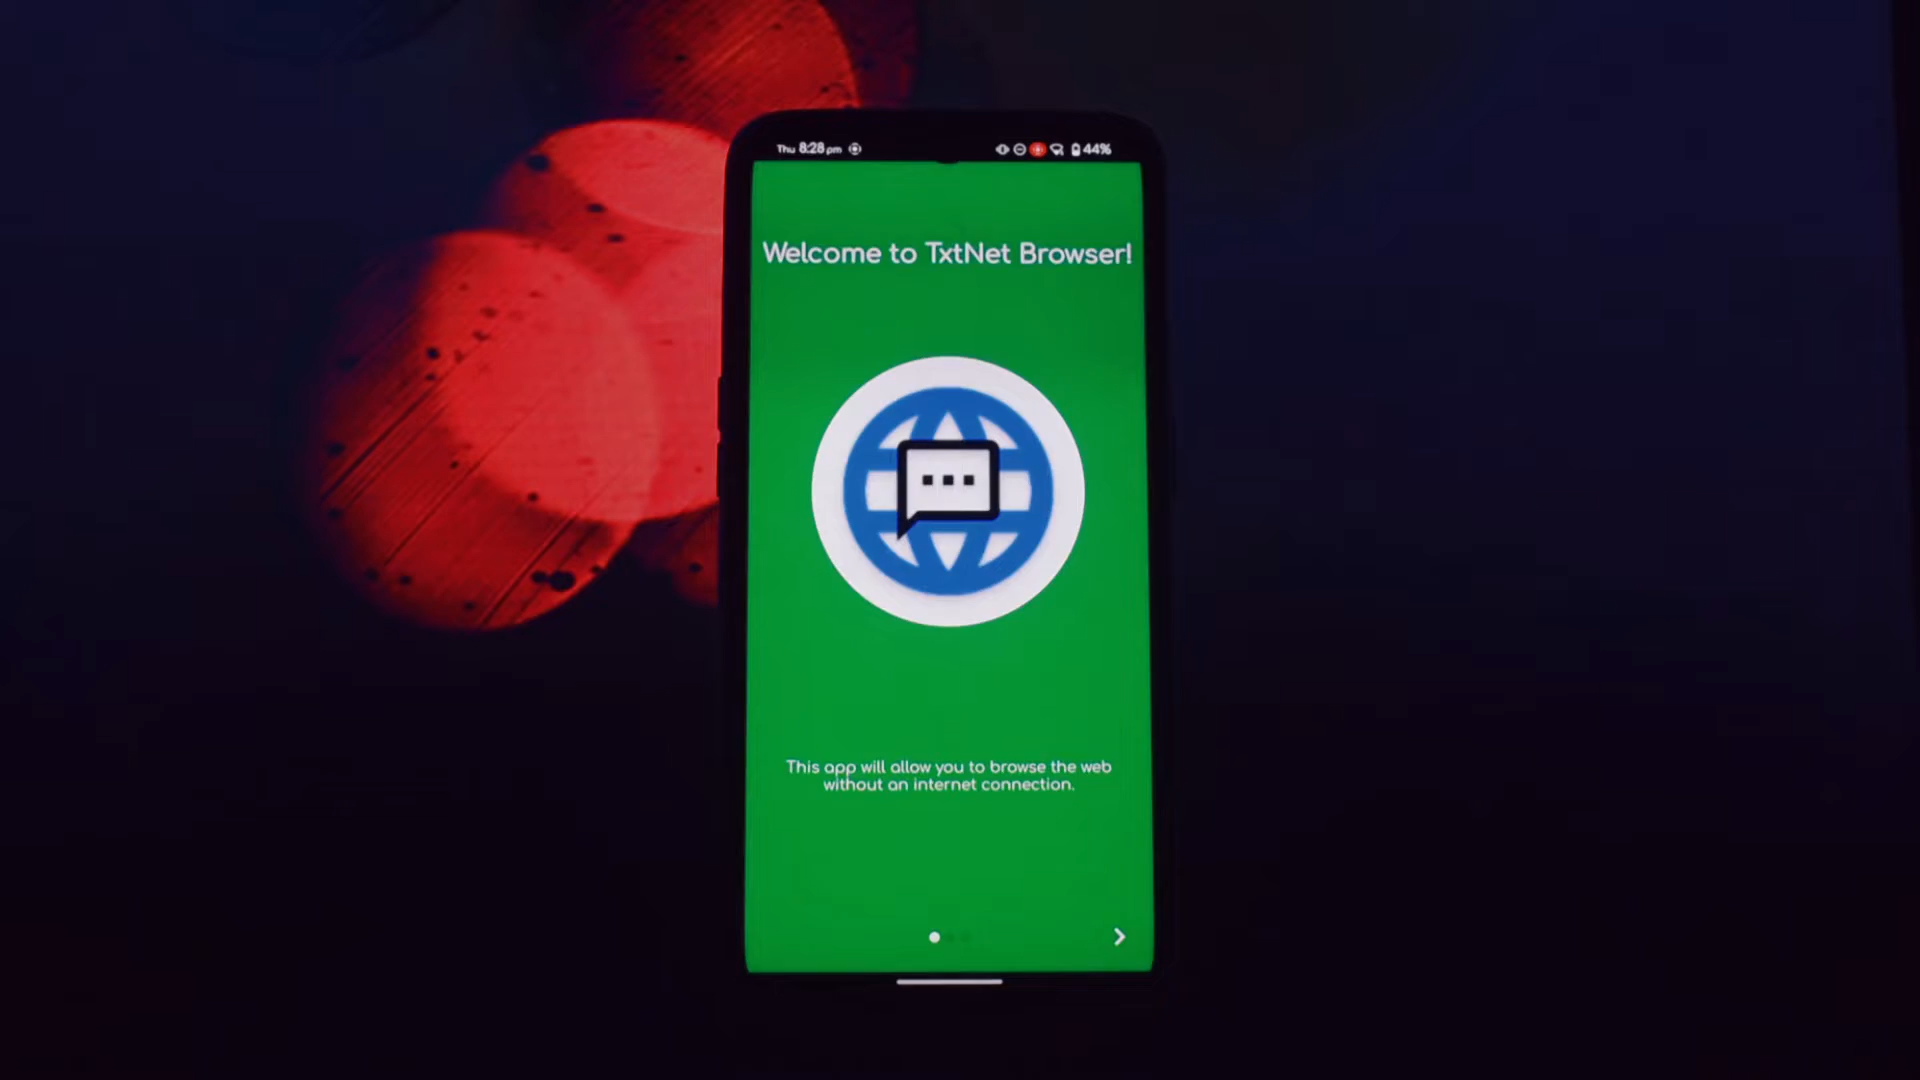 Thu 8:28 pm
44%
Welcome to TxtNet Browser!
This app will allow you to browse the web
without an internet connection.